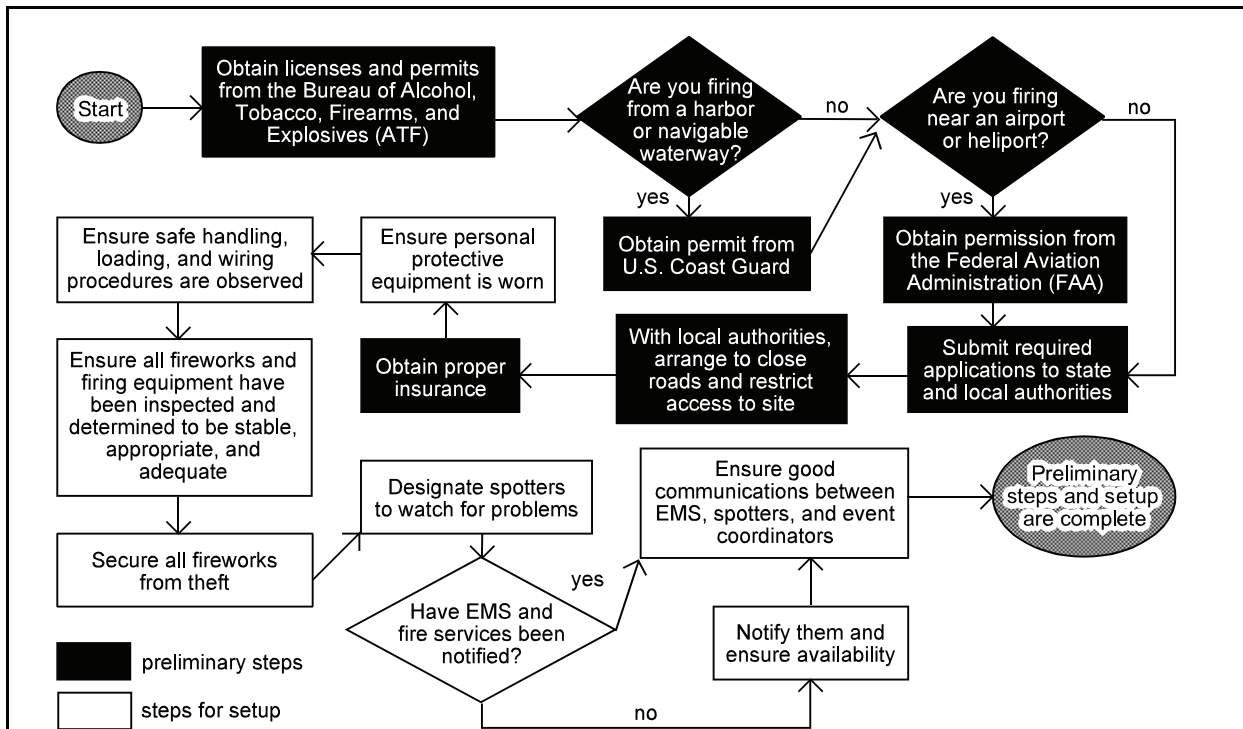 Start
Obtain licenses and permits
from the Bureau of Alcohol,
Tobacco, Firearms, and
Explosives (ATF)
Are you firing
from a harbor
or navigable
waterway?
no
yes
Obtain permit from
U.S. Coast Guard
Are you firing
near an airport
or heliport?
no
yes
Obtain permission from
the Federal Aviation
Administration (FAA)
Submit required
applications to state
and local authorities
With local authorities,
arrange to close
roads and restrict
access to site
Obtain proper
insurance
Ensure personal
protective
equipment is worn
Ensure safe handling,
loading, and wiring
procedures are observed
Ensure all fireworks and
firing equipment have
been inspected and
determined to be stable,
appropriate, and
adequate
Secure all fireworks
from theft
Designate spotters
to watch for problems
Have EMS and
fire services been
notified?
yes
no
Notify them and
ensure availability
Ensure good
communications between
EMS, spotters, and event
coordinators
Preliminary
steps and setup
are complete
preliminary steps
steps for setup